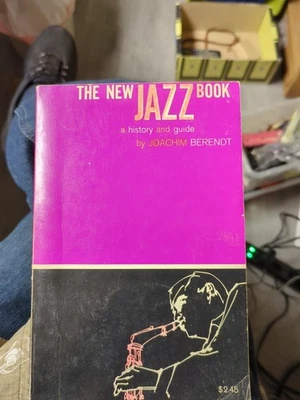 THE NEW JAZZ BOOK
a history and guide
by JOACHIM BERENDT
$2.45